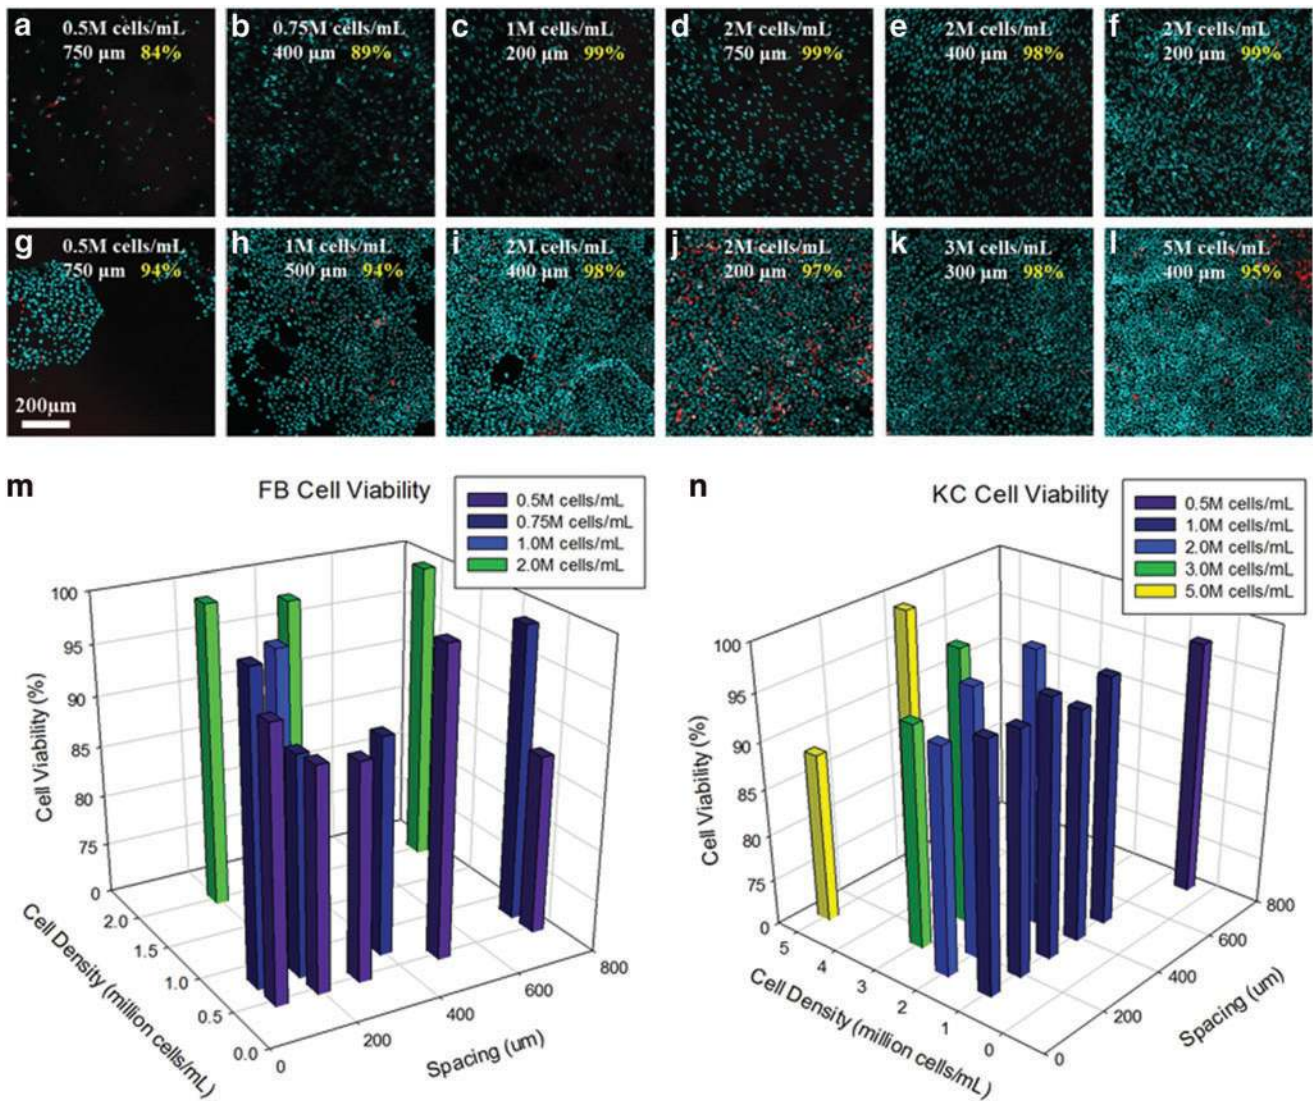 a 0.5M cells/mL
750 µm 84%
b 0.75M cells/mL
400 µm 89%
c 1M cells/mL
200 µm 99%
d 2M cells/mL
750 µm 99%
e 2M cells/mL
400 µm 98%
f 2M cells/mL
200 µm 99%
g 0.5M cells/mL
750 µm 94%
200µm
h 1M cells/mL
500 µm 94%
i 2M cells/mL
400 µm 98%
j 2M cells/mL
200 µm 97%
k 3M cells/mL
300 µm 98%
l 5M cells/mL
400 µm 95%
m
FB Cell Viability
0.5M cells/mL
0.75M cells/mL
1.0M cells/mL
2.0M cells/mL
100
95
90
85
80
75
0
Cell Viability (%)
2.0
1.5
1.0
0.5
0.0
Cell Density (million cells/mL)
0
200
400
600
800
Spacing (um)
n
KC Cell Viability
0.5M cells/mL
1.0M cells/mL
2.0M cells/mL
3.0M cells/mL
5.0M cells/mL
100
95
90
85
80
75
0
Cell Viability (%)
5
4
3
2
1
0
Cell Density (million cells/mL)
0
200
400
600
800
Spacing (um)